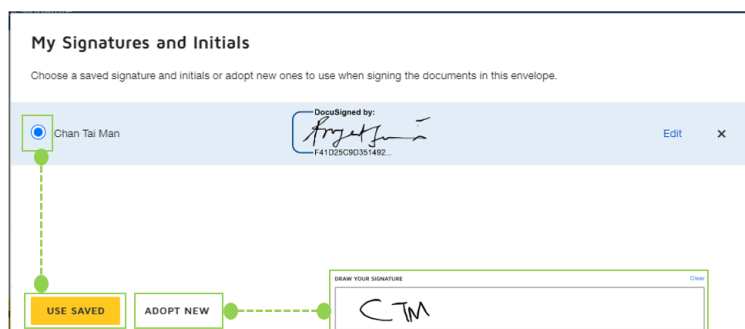 My Signatures and Initials
Choose a saved signature and initials or adopt new ones to use when signing the documents in this envelope.
DocuSigned by:
Chan Tai Man
Edit
×
F41D25C9D351492...
DRAW YOUR SIGNATURE
Clear
USE SAVED
ADOPT NEW
CTM